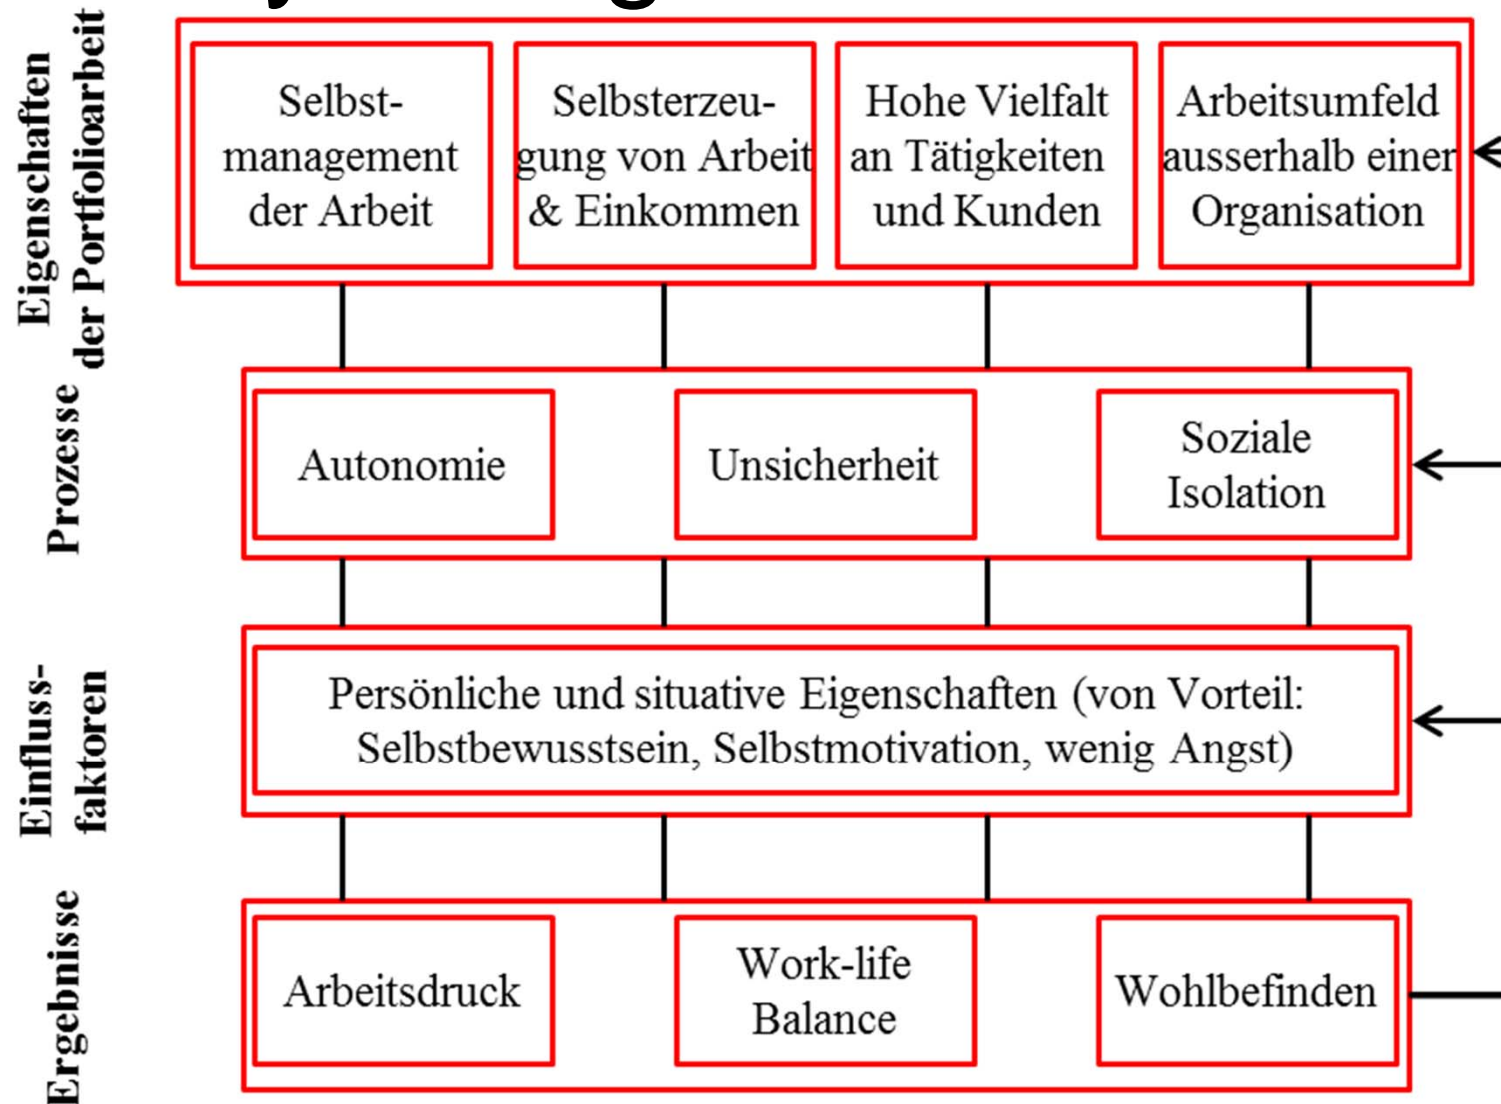 Eigenschaften
der Portfolioarbeit
Selbst-
management
der Arbeit
Selbsterzeu-
gung von Arbeit
& Einkommen
Hohe Vielfalt
an Tätigkeiten
und Kunden
Arbeitsumfeld
ausserhalb einer
Organisation
Prozesse
Autonomie
Unsicherheit
Soziale
Isolation
Einfluss-
faktoren
Persönliche und situative Eigenschaften (von Vorteil:
Selbstbewusstsein, Selbstmotivation, wenig Angst)
Ergebnisse
Arbeitsdruck
Work-life
Balance
Wohlbefinden